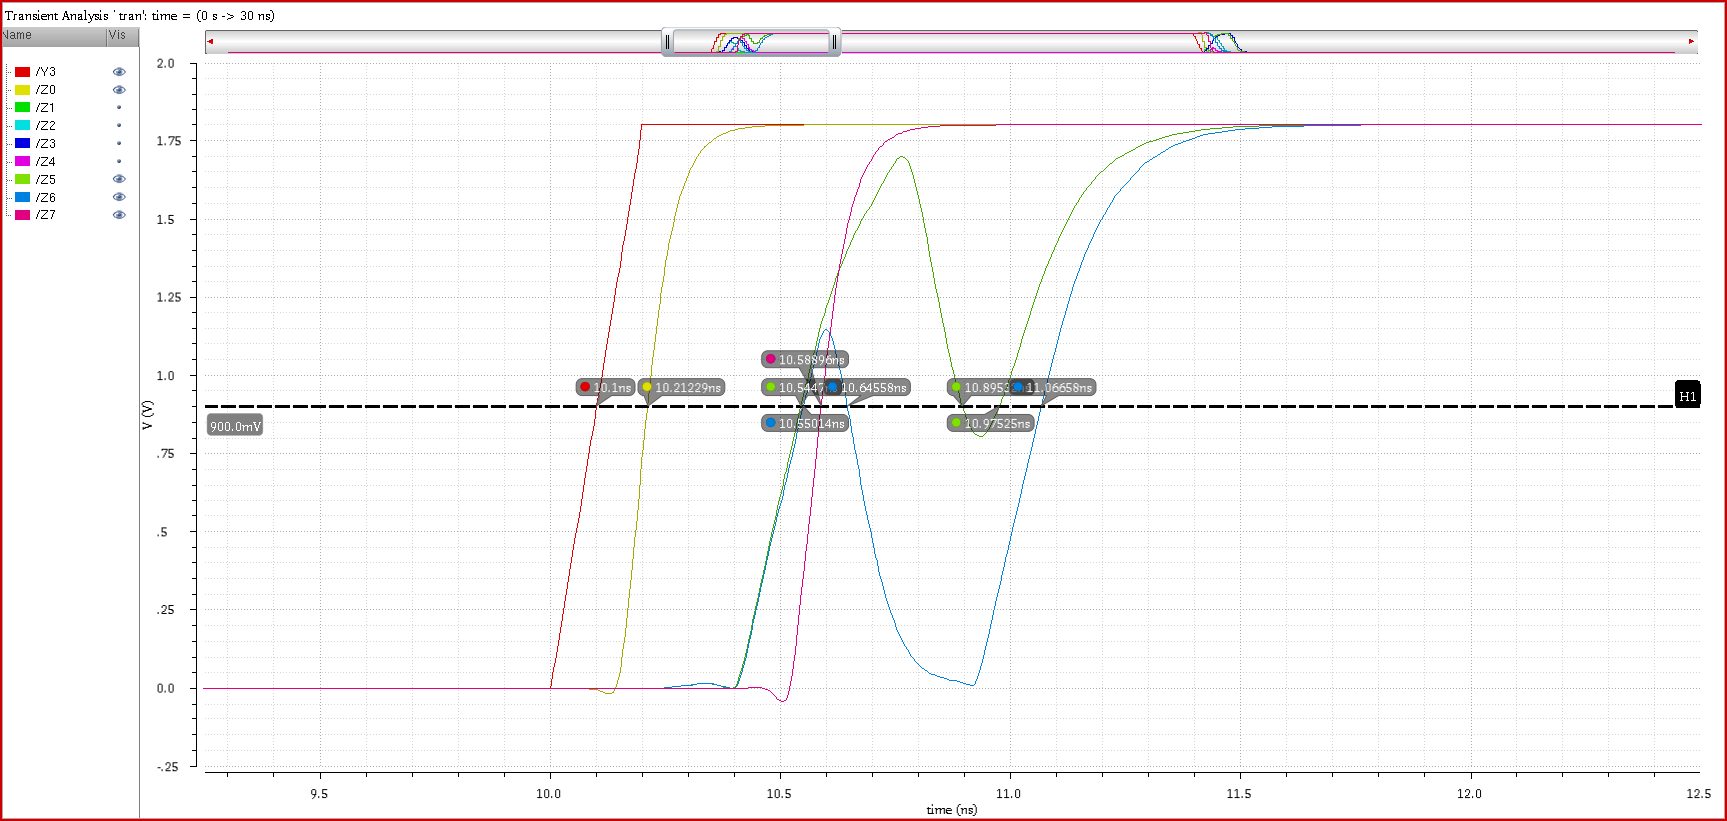 Transient Analysis `tran': time = (0 s -> 30 ns)
Name Vis
/Y3
/Z0
/Z1
/Z2
/Z3
/Z4
/Z5
/Z6
/Z7
2.0
1.75
1.5
1.25
1.0
.75
.5
.25
0.0
-.25
V (V)
10.58896ns
10.1ns
10.21229ns
10.5447
10.64558ns
10.8953
11.06658ns
H1
900.0mV
10.55014ns
10.97525ns
9.5 10.0 10.5 11.0 11.5 12.0 12.5
time (ns)